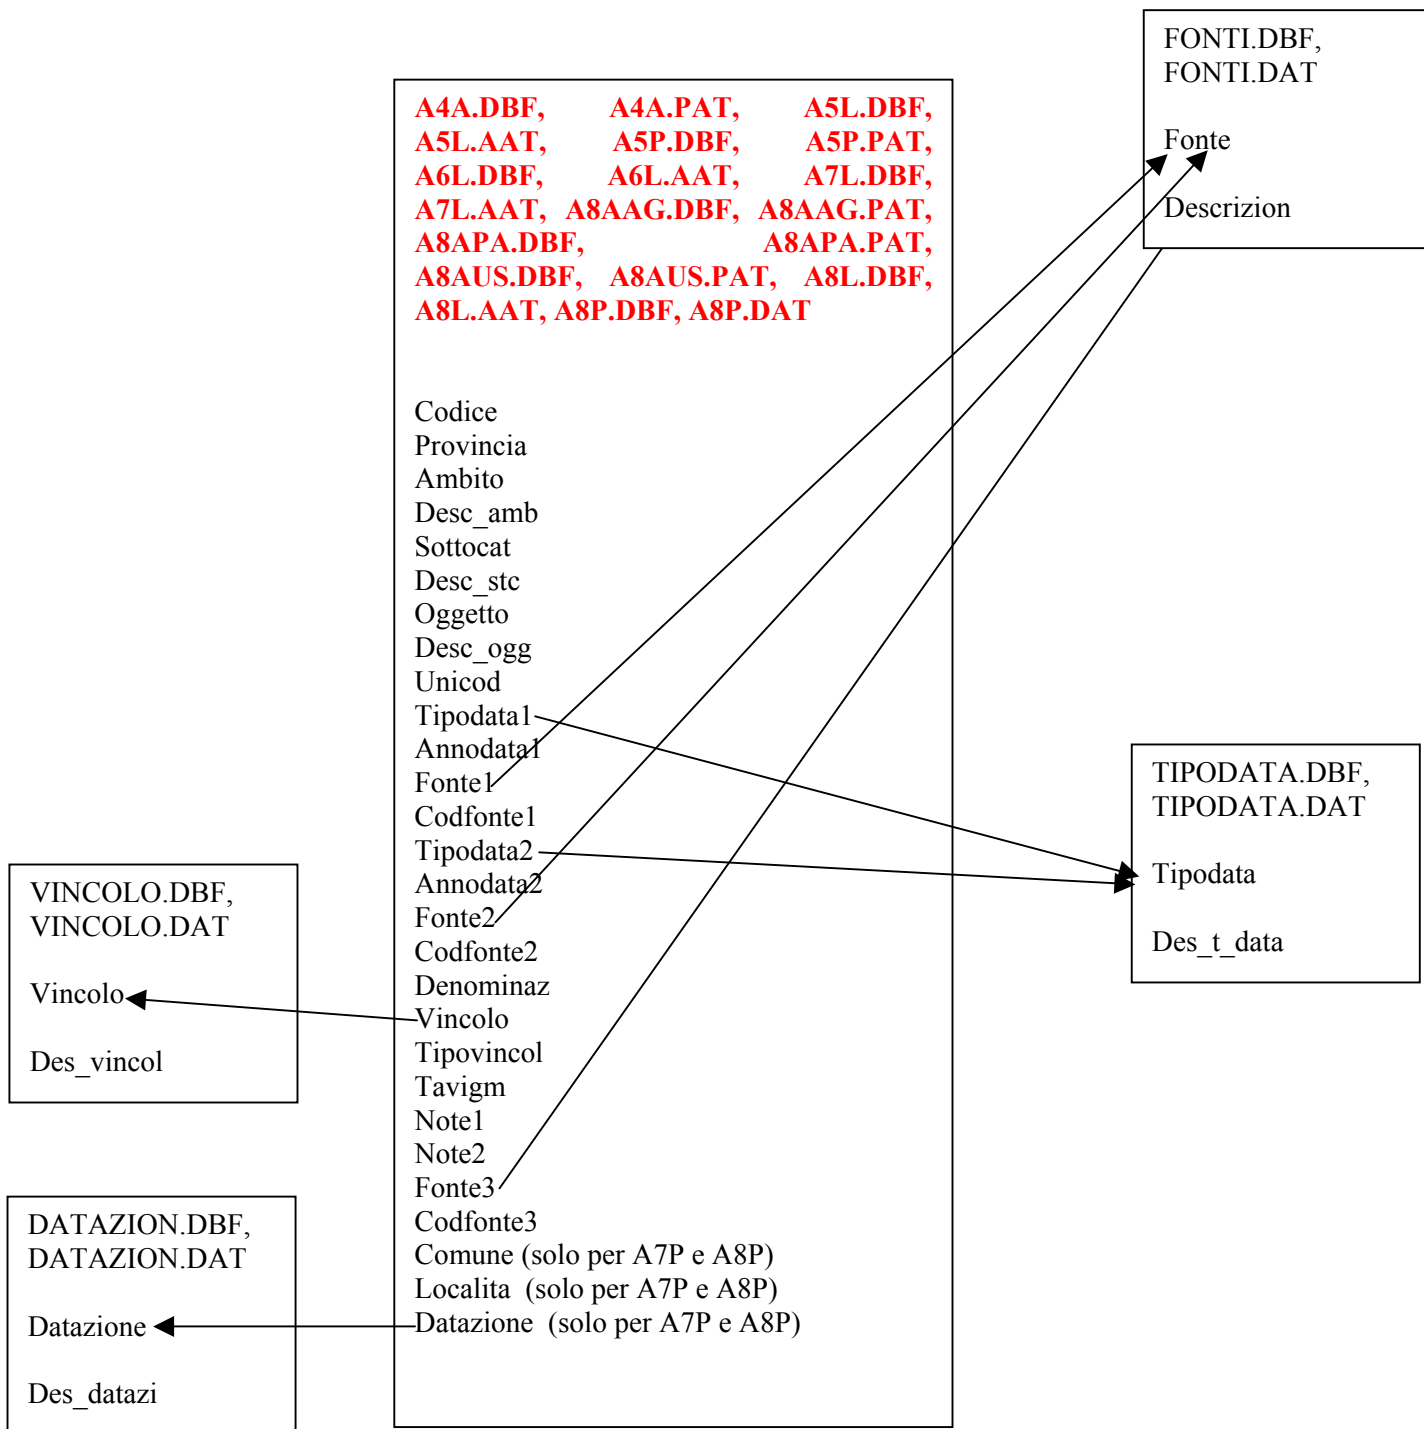 FONTI.DBF,
FONTI.DAT
Fonte
Descrizion
A4A.DBF, A4A.PAT, A5L.DBF,
A5L.AAT, A5P.DBF, A5P.PAT,
A6L.DBF, A6L.AAT, A7L.DBF,
A7L.AAT, A8AAG.DBF, A8AAG.PAT,
A8APA.DBF, A8APA.PAT,
A8AUS.DBF, A8AUS.PAT, A8L.DBF,
A8L.AAT, A8P.DBF, A8P.DAT
Codice
Provincia
Ambito
Desc_amb
Sottocat
Desc_stc
Oggetto
Desc_ogg
Unicod
Tipodata1
Annodata1
Fonte1
Codfonte1
Tipodata2
Annodata2
Fonte2
Codfonte2
Denominaz
Vincolo
Tipovincol
Tavigm
Note1
Note2
Fonte3
Codfonte3
Comune (solo per A7P e A8P)
Localita (solo per A7P e A8P)
Datazione (solo per A7P e A8P)
TIPODATA.DBF,
TIPODATA.DAT
Tipodata
Des_t_data
VINCOLO.DBF,
VINCOLO.DAT
Vincolo
Des_vincol
DATAZION.DBF,
DATAZION.DAT
Datazione
Des_datazi